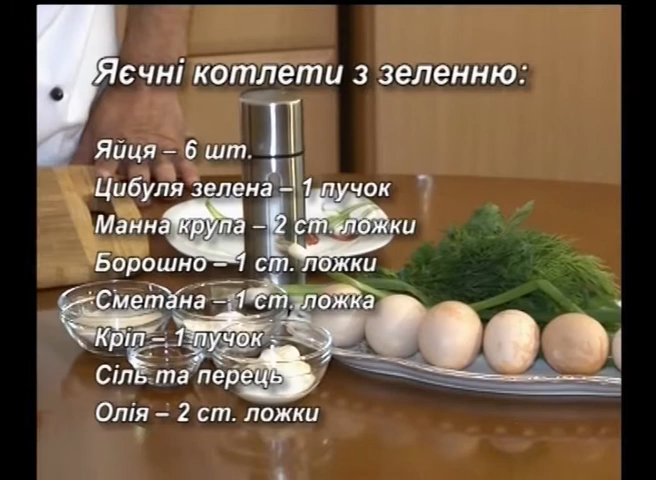 Яєчні котлети з зеленню:
Яйця – 6 шт.
Цибуля зелена – 1 пучок
Манна крупа – 2 ст. ложки
Борошно – 1 ст. ложки
Сметана – 1 ст. ложка
Кріп – 1 пучок
Сіль та перець
Олія – 2 ст. ложки